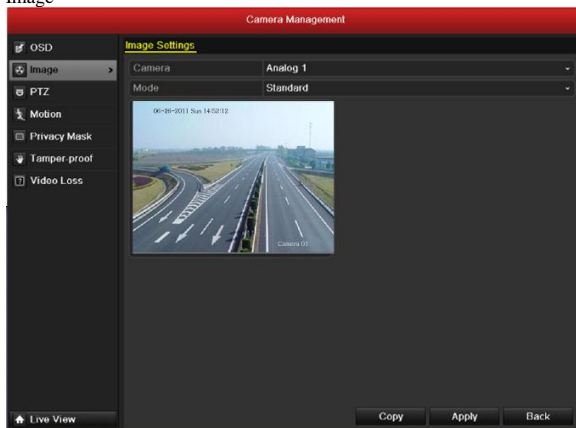 Image
Camera Management
OSD
Image
PTZ
Motion
Privacy Mask
Tamper-proof
Video Loss
Live View
Image Settings
Camera Analog 1
Mode Standard
06-26-2011 Sun 14:52:12
Camera 01
Copy Apply Back